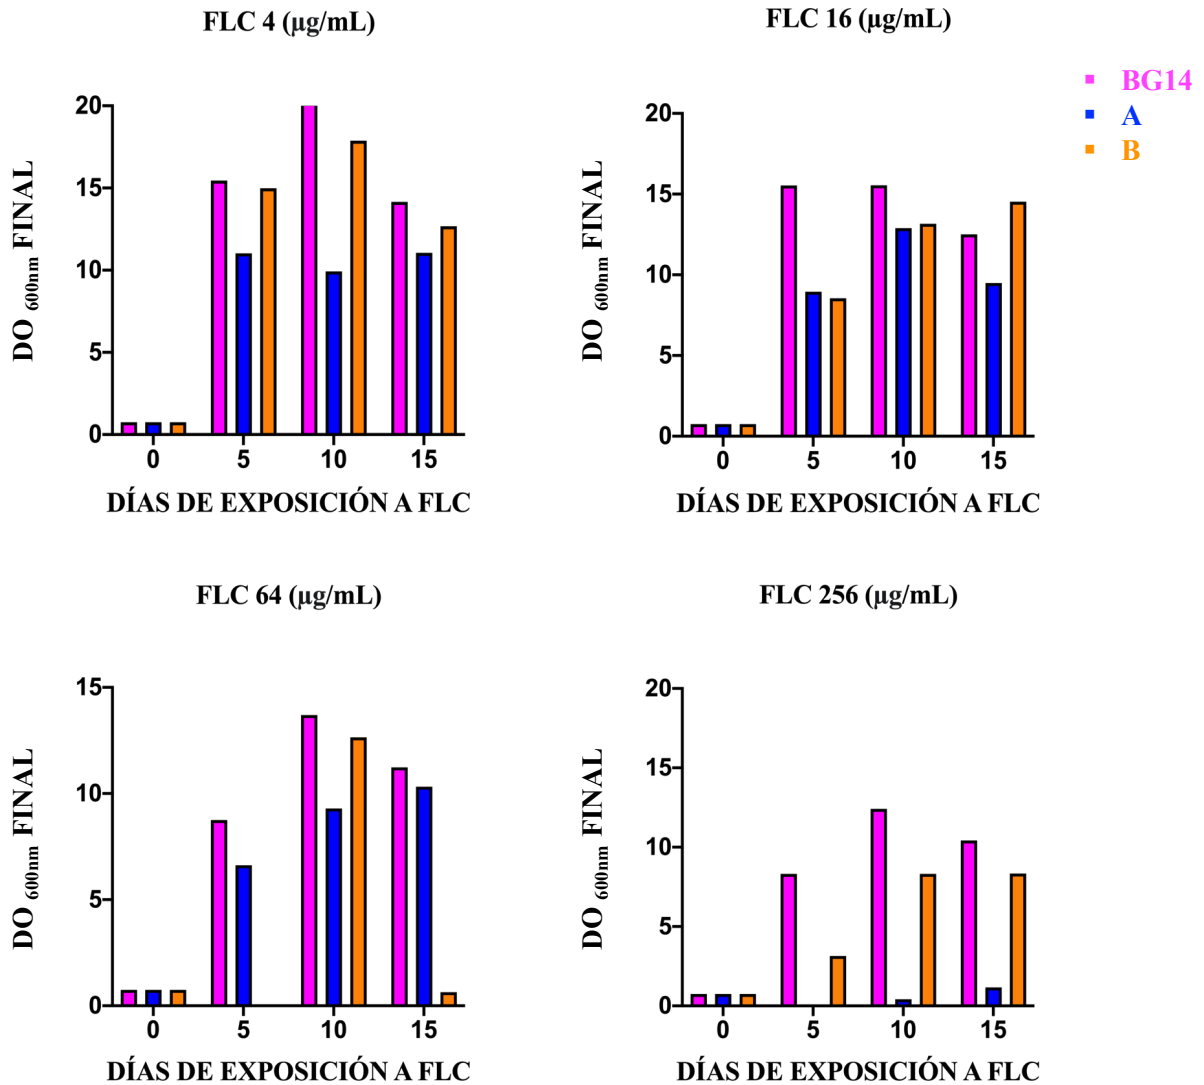 FLC 4 (µg/mL)
FLC 16 (µg/mL)
BG14
A
B
DO 600nm FINAL
20
15
10
5
0
0 5 10 15
DÍAS DE EXPOSICIÓN A FLC
DO 600nm FINAL
20
15
10
5
0
0 5 10 15
DÍAS DE EXPOSICIÓN A FLC
FLC 64 (µg/mL)
DO 600nm FINAL
15
10
5
0
0 5 10 15
DÍAS DE EXPOSICIÓN A FLC
FLC 256 (µg/mL)
DO 600nm FINAL
20
15
10
5
0
0 5 10 15
DÍAS DE EXPOSICIÓN A FLC